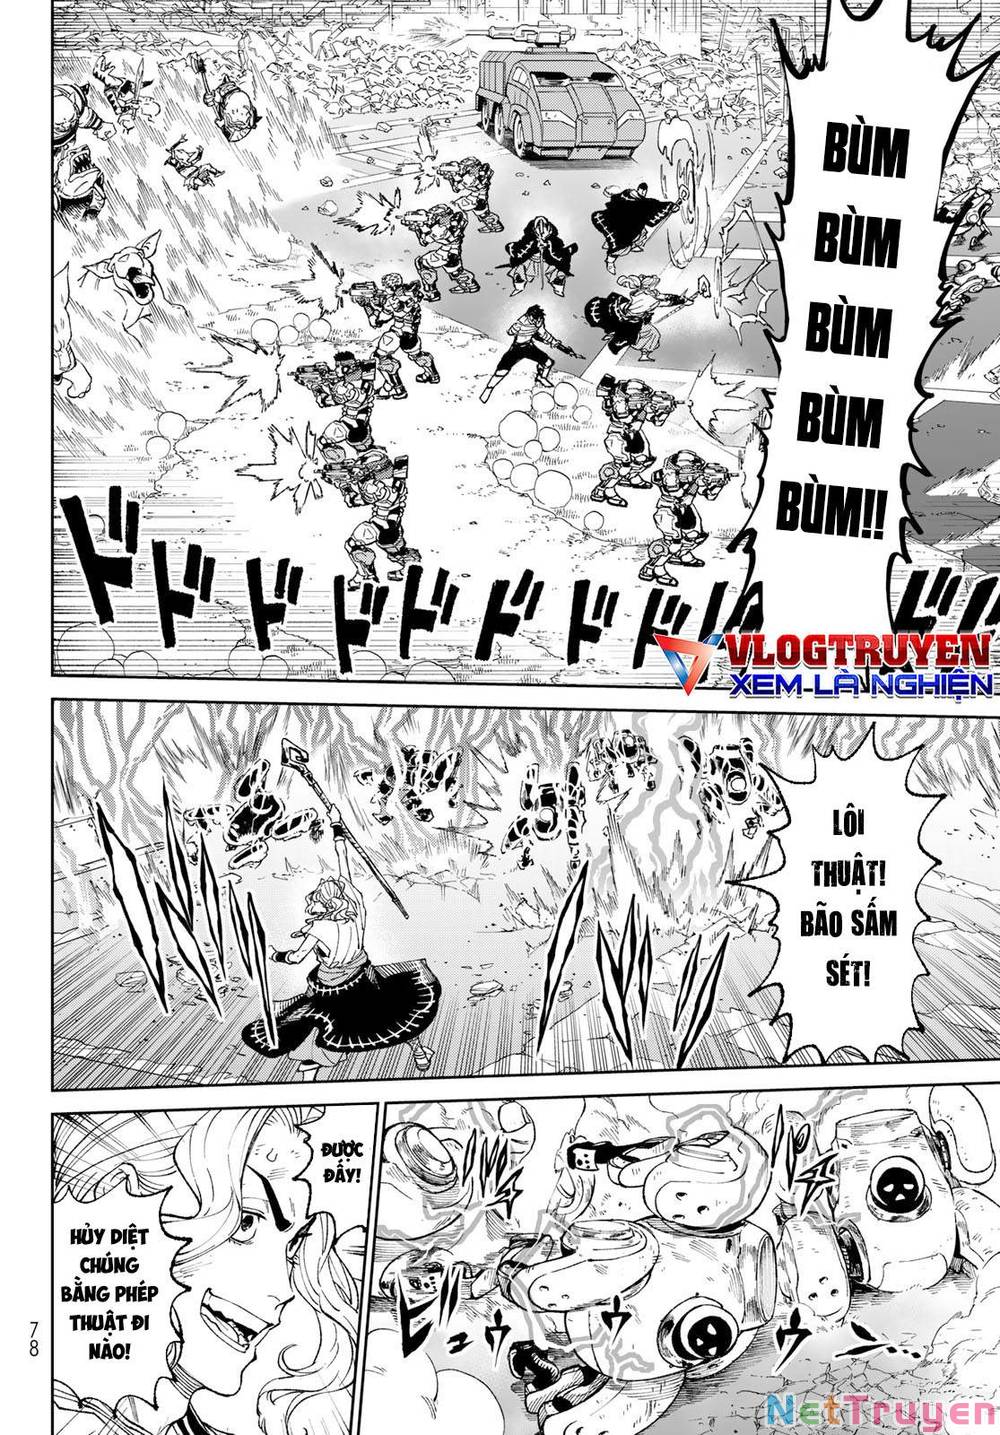 BÙM
BÙM
BÙM
BÙM
BÙM!!
ドドドドドドドドド
VLOGTRUYEN
XEM LÀ NGHIỆN
LÔI
THUẬT!
BÃO SẤM
SÉT!
ĐƯỢC
ĐẤY!
HỦY DIỆT
CHÚNG
BẰNG PHÉP
THUẬT ĐI
NÀO!
78
NetTruyen